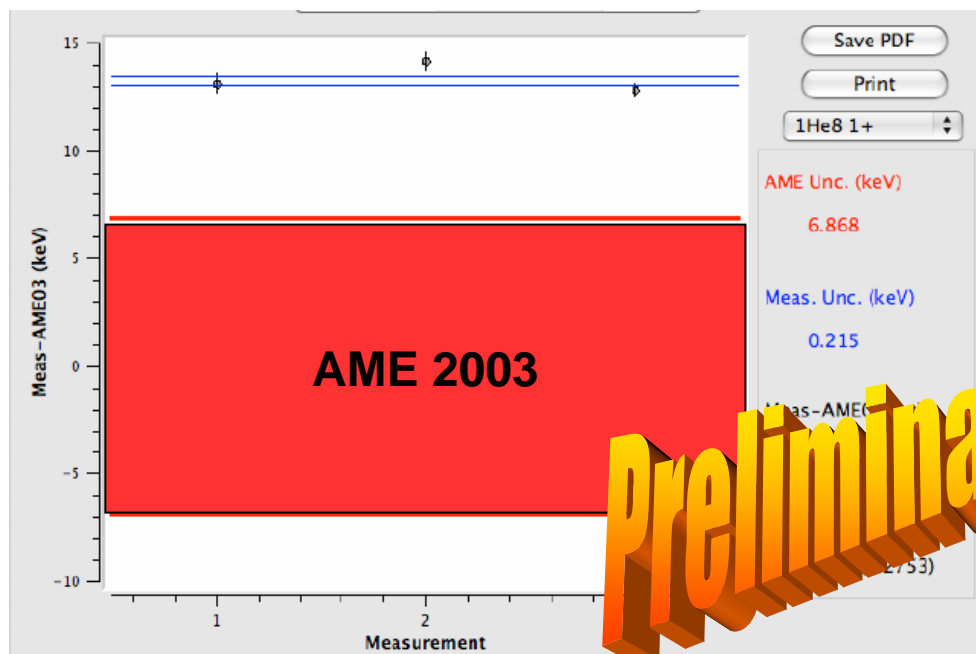 15
10
5
0
-5
-10
Meas-AME03 (keV)
AME 2003
1
2
Measurement
Save PDF
Print
1He8 1+
AME Unc. (keV)
6.868
Meas. Unc. (keV)
0.215
Prelimina